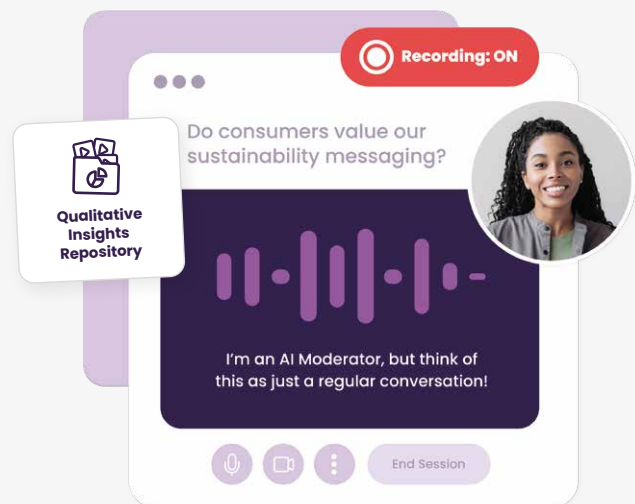 Recording: ON
Do consumers value our
sustainability messaging?
Qualitative
Insights
Repository
I'm an AI Moderator, but think of
this as just a regular conversation!
End Session